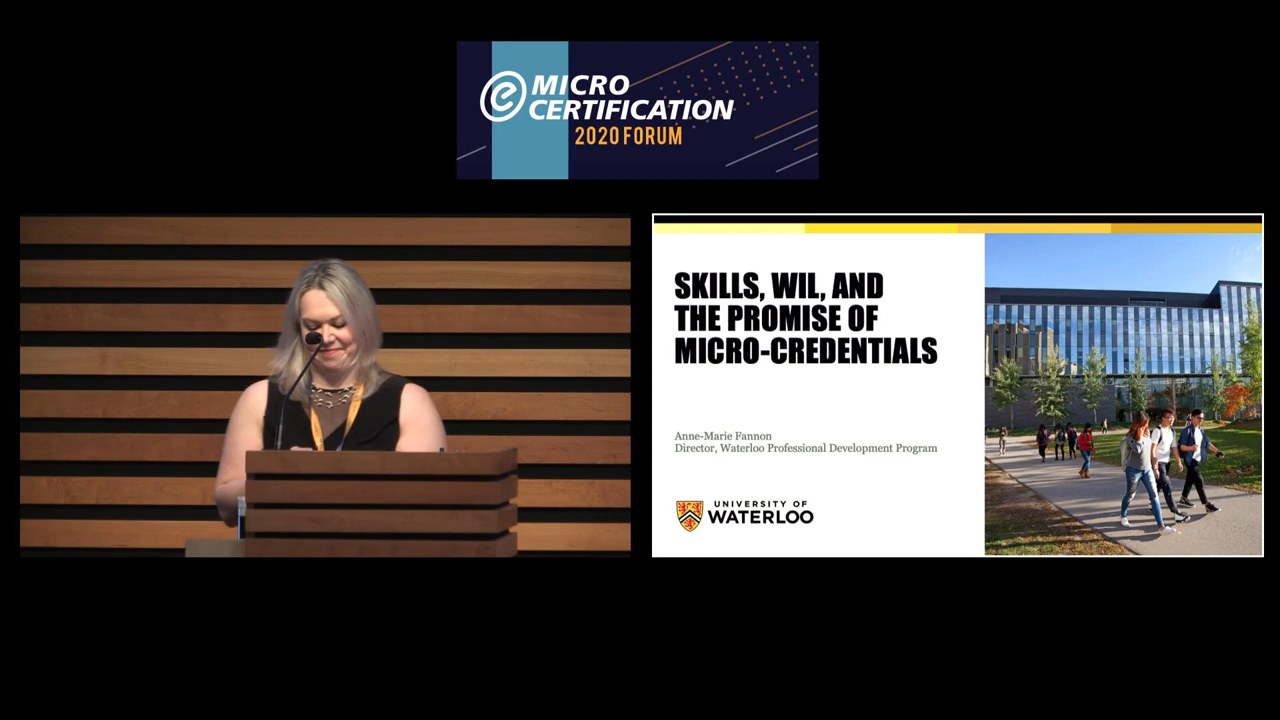 MICRO
CERTIFICATION
2020 FORUM
SKILLS, WIL, AND
THE PROMISE OF
MICRO-CREDENTIALS
Anne-Marie Fannon
Director, Waterloo Professional Development Program
UNIVERSITY OF
WATERLOO